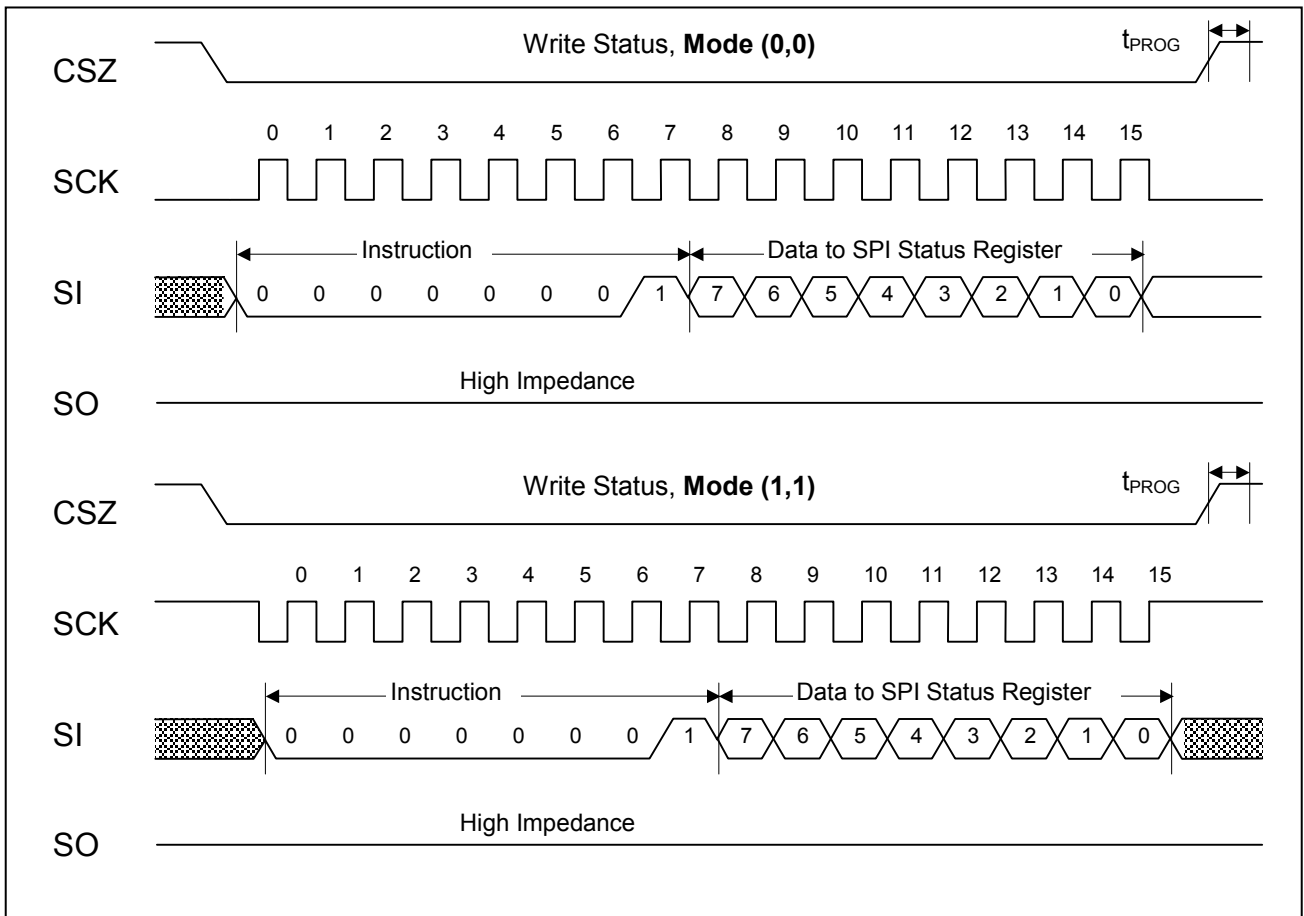 Write Status, Mode (0,0)
tPROG
CSZ
0 1 2 3 4 5 6 7 8 9 10 11 12 13 14 15
SCK
Instruction Data to SPI Status Register
SI 0 0 0 0 0 0 0 1 7 6 5 4 3 2 1 0
High Impedance
SO
Write Status, Mode (1,1)
tPROG
CSZ
0 1 2 3 4 5 6 7 8 9 10 11 12 13 14 15
SCK
Instruction Data to SPI Status Register
SI 0 0 0 0 0 0 0 1 7 6 5 4 3 2 1 0
High Impedance
SO